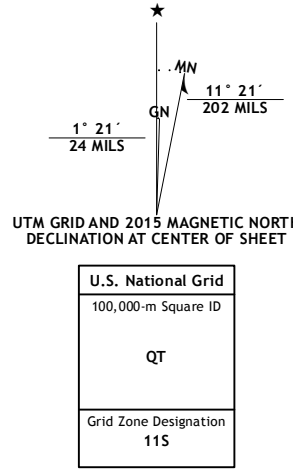 ★
MN
GN
11° 21´
202 MILS
1° 21´
24 MILS
UTM GRID AND 2015 MAGNETIC NORTH
DECLINATION AT CENTER OF SHEET
U.S. National Grid
100,000-m Square ID
QT
Grid Zone Designation
11S